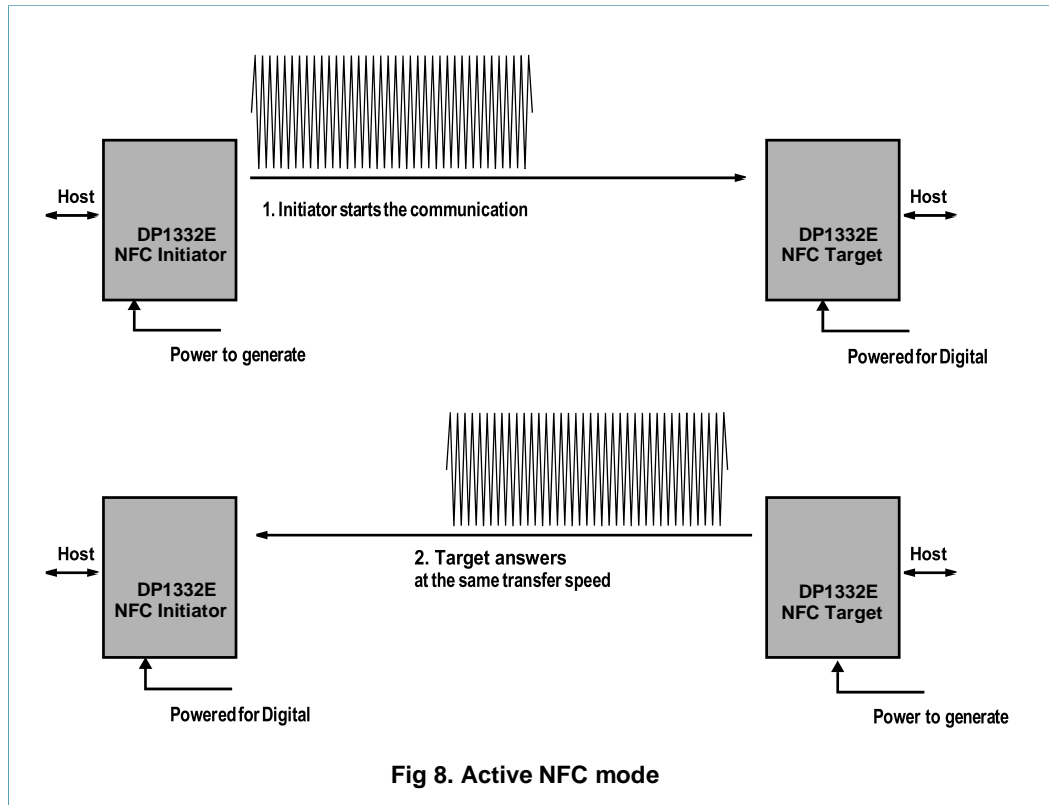 Host
DP1332E
NFC Initiator
1. Initiator starts the communication
Host
DP1332E
NFC Target
Power to generate
Powered for Digital
Host
DP1332E
NFC Initiator
2. Target answers
at the same transfer speed
Host
DP1332E
NFC Target
Powered for Digital
Power to generate
Fig 8. Active NFC mode